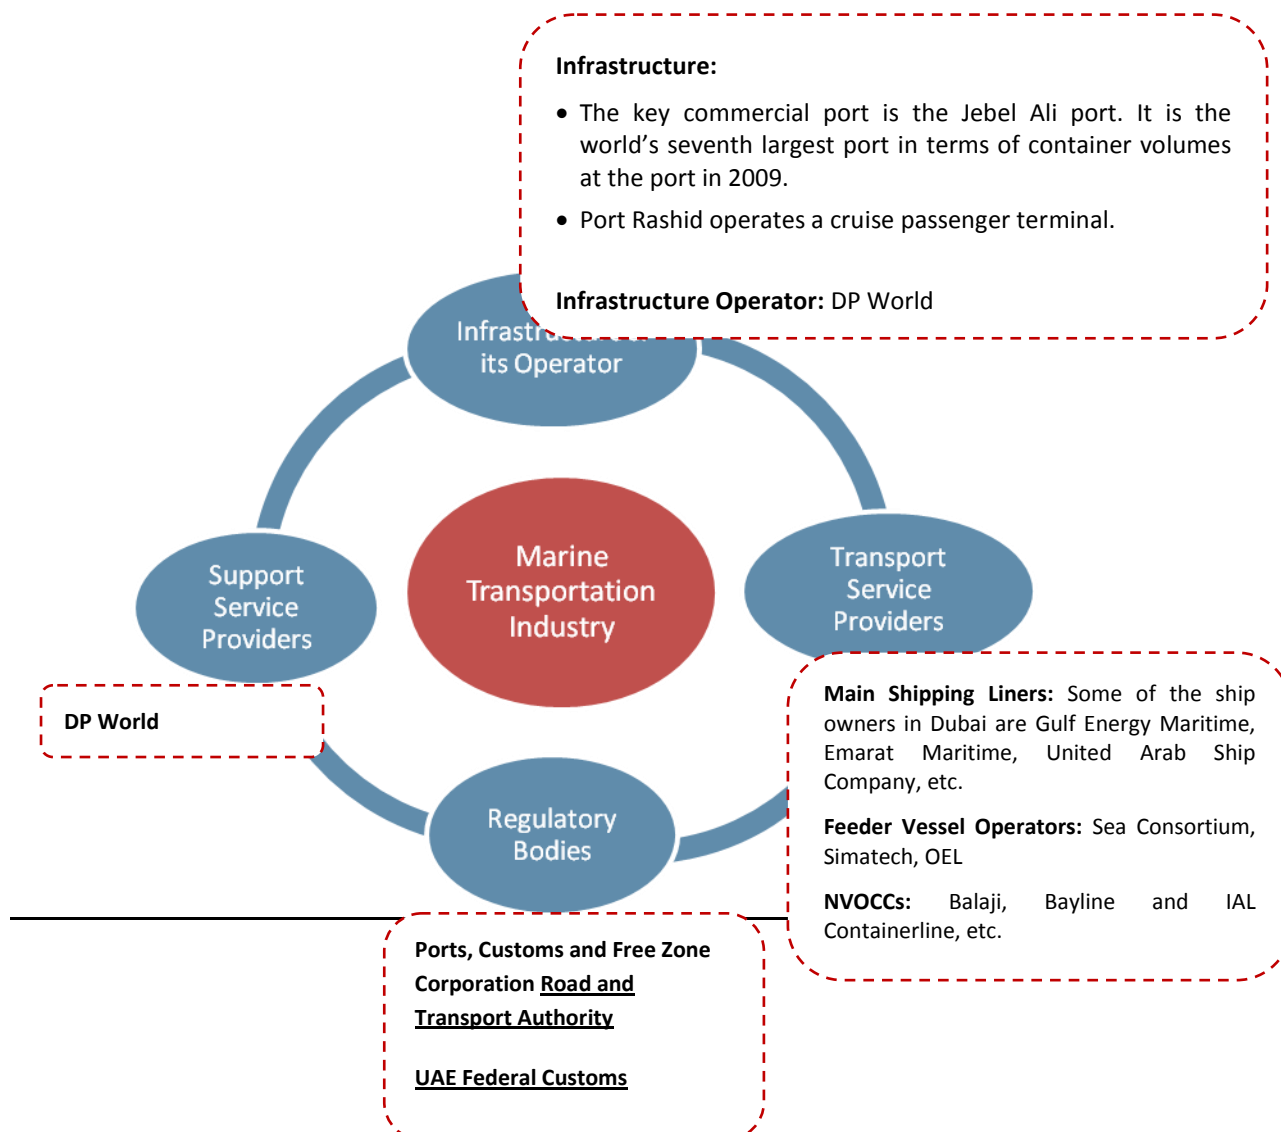 Infrastructure:
• The key commercial port is the Jebel Ali port. It is the
world's seventh largest port in terms of container volumes
at the port in 2009.
• Port Rashid operates a cruise passenger terminal.
Infrastructure Operator: DP World
its Operator
Support
Service
Providers
Marine
Transportation
Industry
Transport
Service
Providers
DP World
Main Shipping Liners: Some of the ship
owners in Dubai are Gulf Energy Maritime,
Emarat Maritime, United Arab Ship
Company, etc.
Feeder Vessel Operators: Sea Consortium,
Simatech, OEL
NVOCCs: Balaji, Bayline and IAL
Containerline, etc.
Regulatory
Bodies
Ports, Customs and Free Zone
Corporation Road and
Transport Authority
UAE Federal Customs